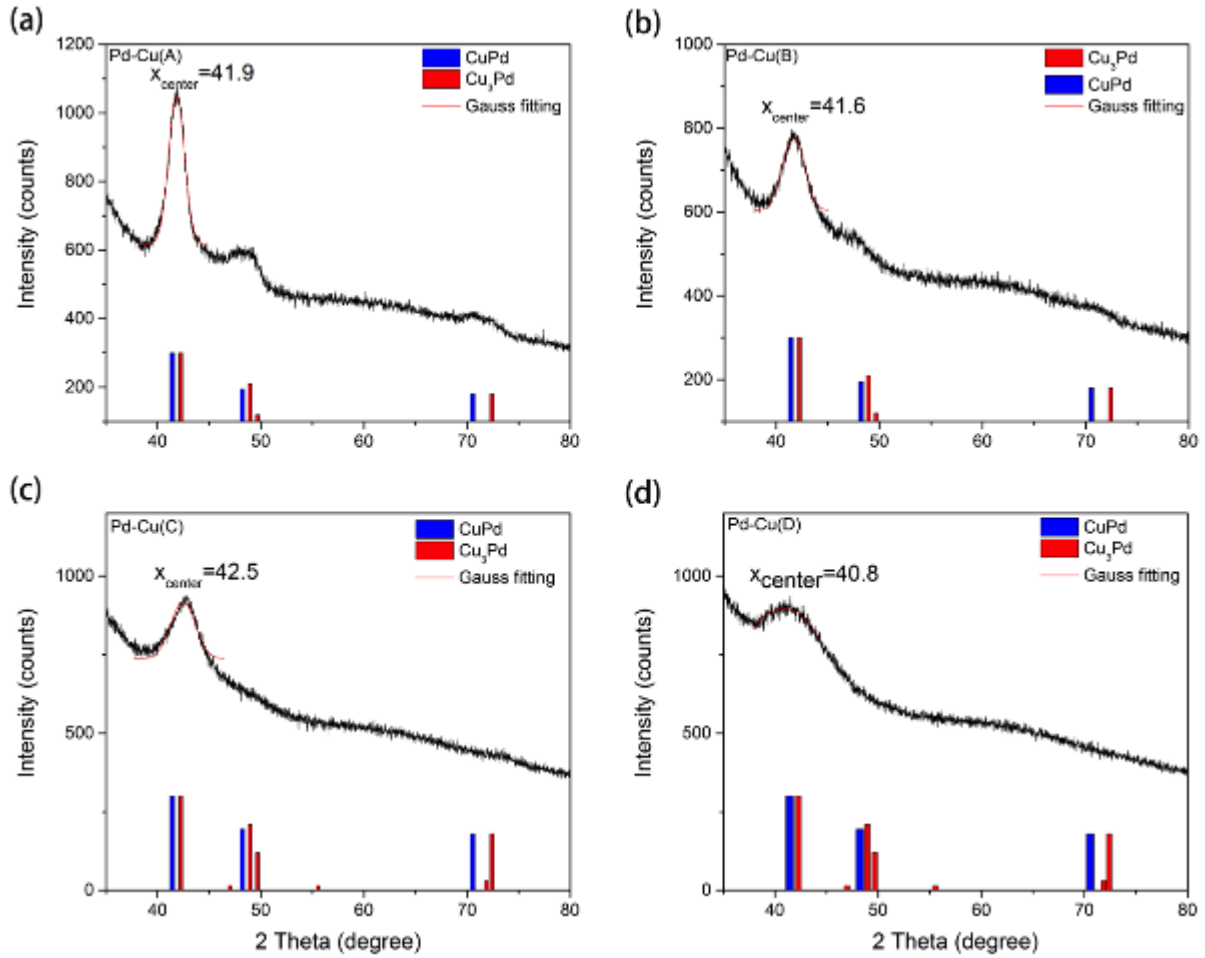 (a)
Pd-Cu(A)
x_center=41.9
CuPd
Cu₃Pd
Gauss fitting
1200
1000
800
600
400
200
Intensity (counts)
40
50
60
70
80
(b)
Pd-Cu(B)
x_center=41.6
Cu₃Pd
CuPd
Gauss fitting
1000
800
600
400
200
Intensity (counts)
40
50
60
70
80
(c)
Pd-Cu(C)
x_center=42.5
CuPd
Cu₃Pd
Gauss fitting
1000
500
0
Intensity (counts)
40
50
60
70
80
2 Theta (degree)
(d)
Pd-Cu(D)
x_center=40.8
CuPd
Cu₃Pd
Gauss fitting
1000
500
0
Intensity (counts)
40
50
60
70
80
2 Theta (degree)